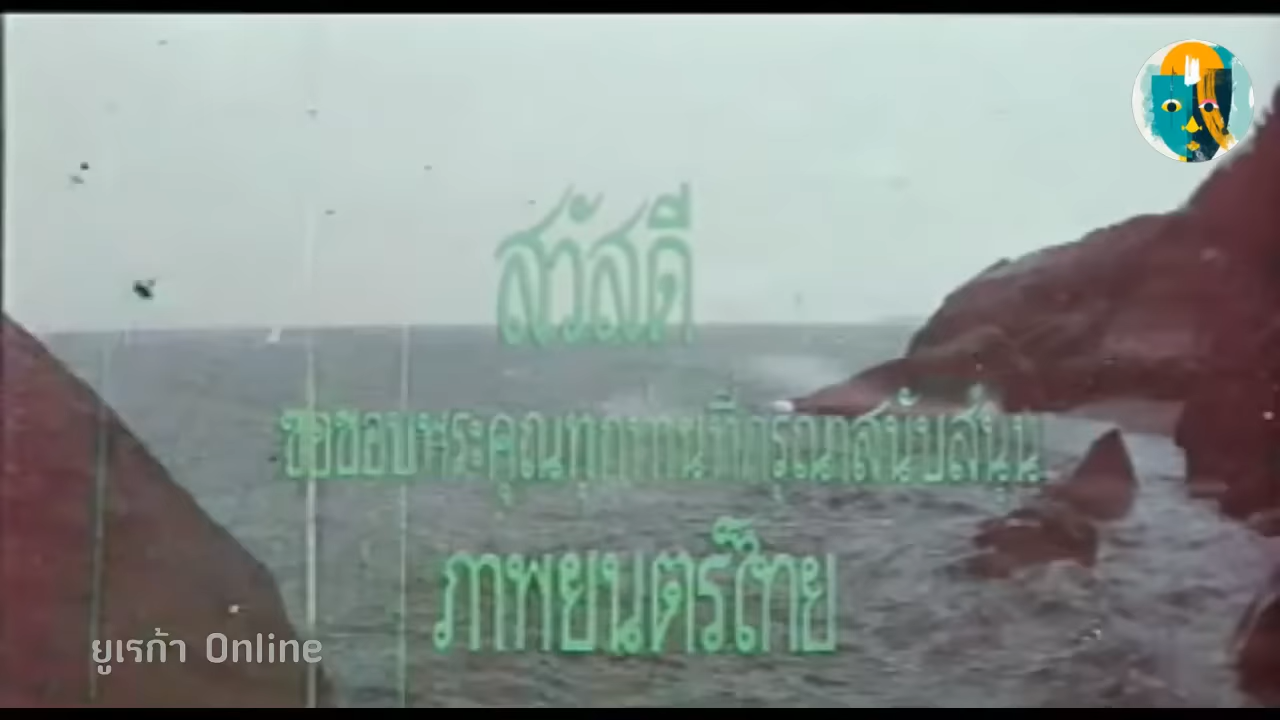 สวัสดี
ขอขอบพระคุณทุกท่านที่กรุณาสนับสนุน
ภาพยนตร์ไทย
ยูเรก้า Online